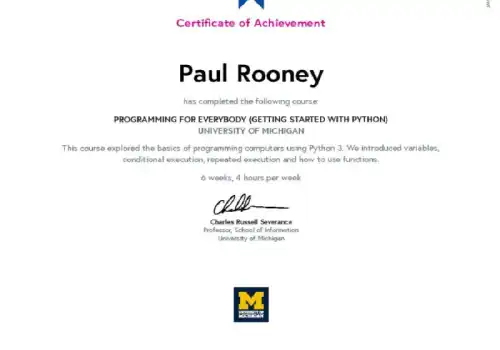 Certificate of Achievement
Paul Rooney
has completed the following course:
PROGRAMMING FOR EVERYBODY (GETTING STARTED WITH PYTHON)
UNIVERSITY OF MICHIGAN
This course explored the basics of programming computers using Python 3. We introduced variables,
conditional execution, repeated execution and how to use functions.
6 weeks, 4 hours per week
Charles Russell Severance
Professor, School of Information
University of Michigan
M
UNIVERSITY OF
MICHIGAN